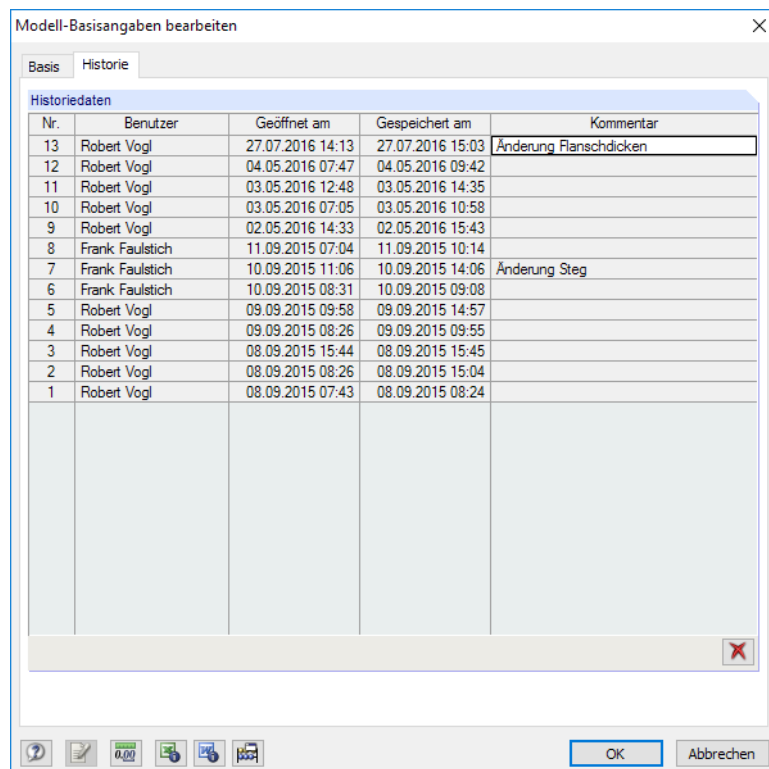 Modell-Basisangaben bearbeiten
Basis Historie
Historiedaten
Nr. Benutzer Geöffnet am Gespeichert am Kommentar
13 Robert Vogl 27.07.2016 14:13 27.07.2016 15:03 Änderung Flanschdicken
12 Robert Vogl 04.05.2016 07:47 04.05.2016 09:42
11 Robert Vogl 03.05.2016 12:48 03.05.2016 14:35
10 Robert Vogl 03.05.2016 07:05 03.05.2016 10:58
9 Robert Vogl 02.05.2016 14:33 02.05.2016 15:43
8 Frank Faulstich 11.09.2015 07:04 11.09.2015 10:14
7 Frank Faulstich 10.09.2015 11:06 10.09.2015 14:06 Änderung Steg
6 Frank Faulstich 10.09.2015 08:31 10.09.2015 09:08
5 Robert Vogl 09.09.2015 09:58 09.09.2015 14:57
4 Robert Vogl 09.09.2015 08:26 09.09.2015 09:55
3 Robert Vogl 08.09.2015 15:44 08.09.2015 15:45
2 Robert Vogl 08.09.2015 08:26 08.09.2015 15:04
1 Robert Vogl 08.09.2015 07:43 08.09.2015 08:24
0,00 OK Abbrechen